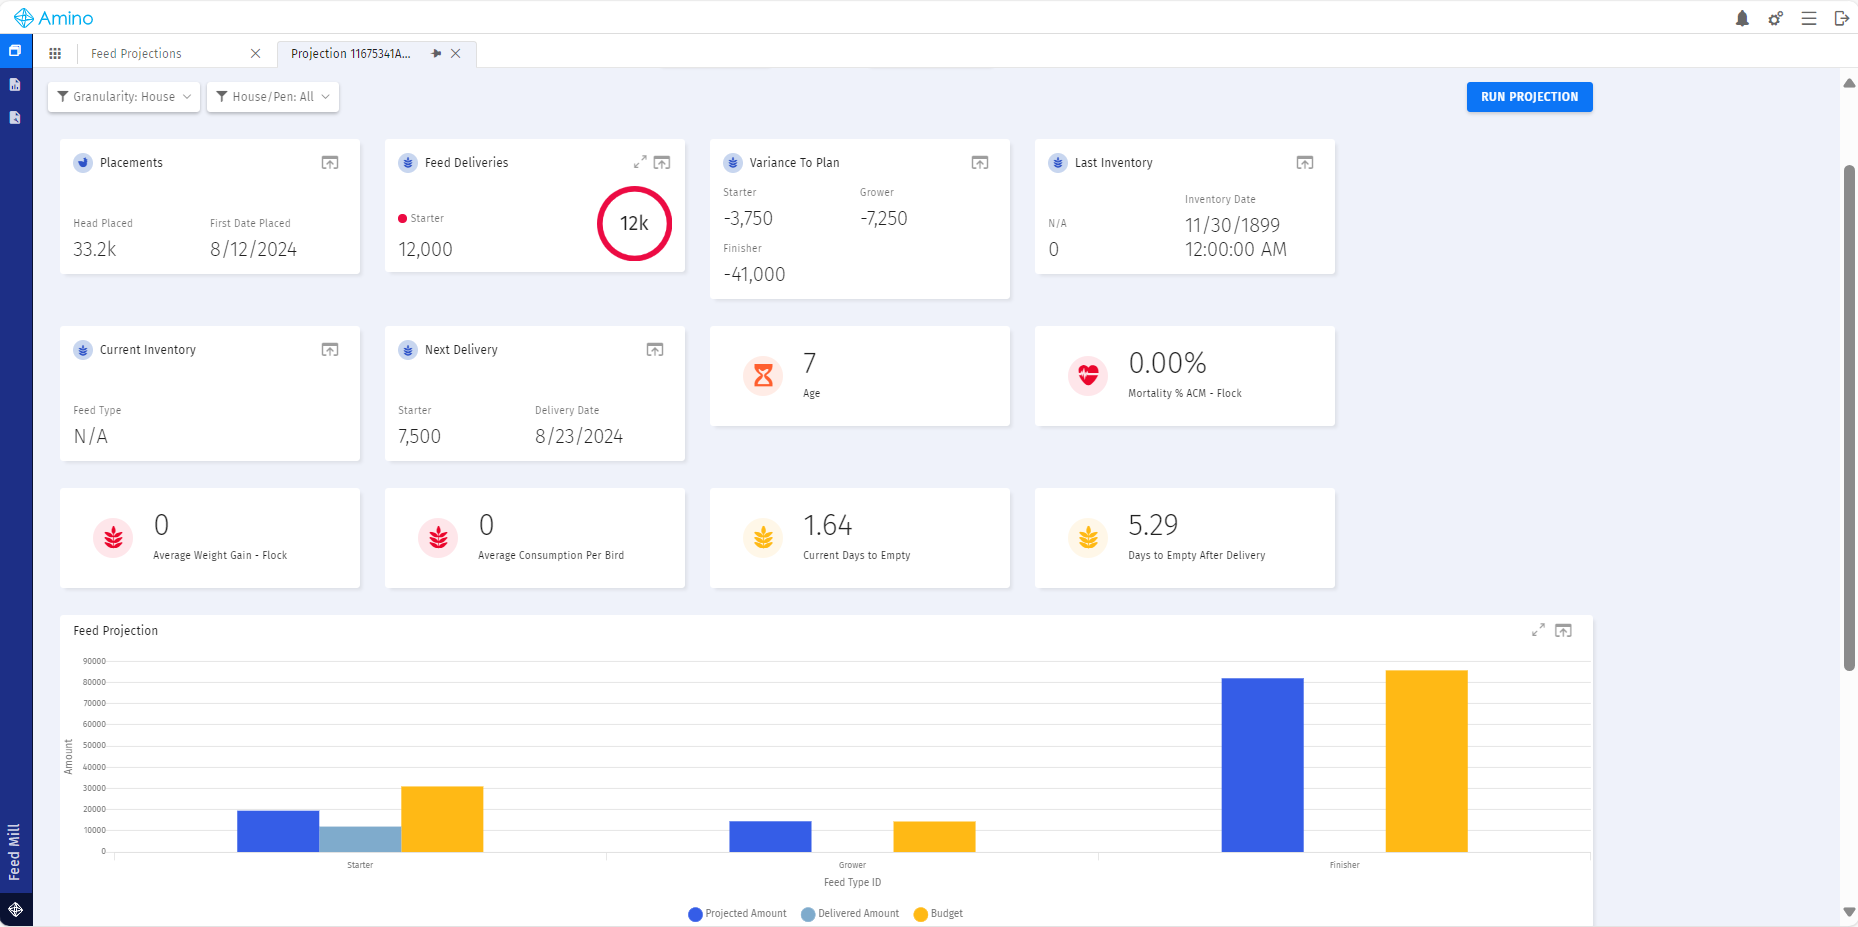 Amino
Feed Projections
Projection 11675341A...
Granularity: House
House/Pen: All
RUN PROJECTION
Placements
Head Placed
33.2k
First Date Placed
8/12/2024
Feed Deliveries
Starter
12,000
12k
Variance To Plan
Starter
-3,750
Grower
-7,250
Finisher
-41,000
Last Inventory
N/A
0
Inventory Date
11/30/1899
12:00:00 AM
Current Inventory
Feed Type
N/A
Next Delivery
Starter
7,500
Delivery Date
8/23/2024
7
Age
0.00%
Mortality % ACM - Flock
0
Average Weight Gain - Flock
0
Average Consumption Per Bird
1.64
Current Days to Empty
5.29
Days to Empty After Delivery
Feed Projection
90000
80000
70000
60000
50000
40000
30000
20000
10000
0
Amount
Starter
Grower
Finisher
Feed Type ID
Projected Amount
Delivered Amount
Budget
Feed Mill